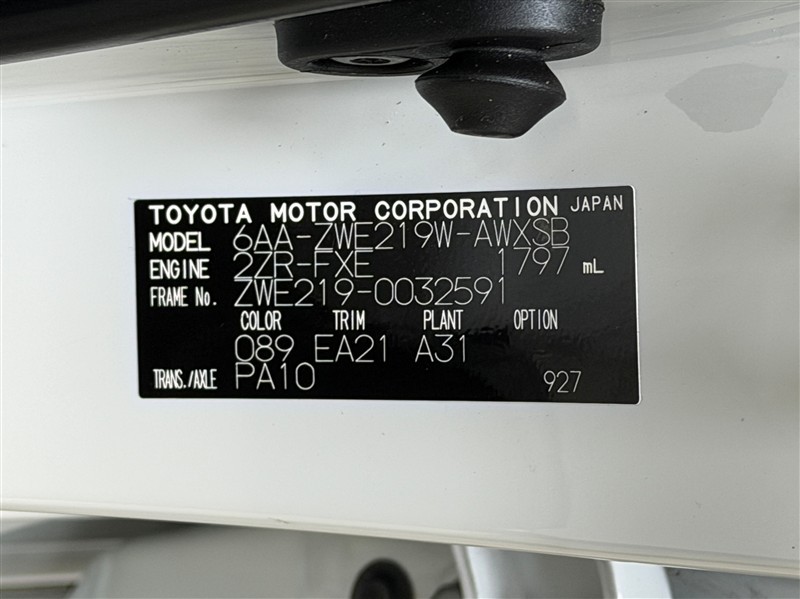 TOYOTA MOTOR CORPORATION JAPAN
MODEL 6AA-ZWE219W-AWXSB
ENGINE 2ZR-FXE 1797 mL
FRAME No. ZWE219-0032591
COLOR TRIM PLANT OPTION
089 EA21 A31
TRANS./AXLE PA10 927